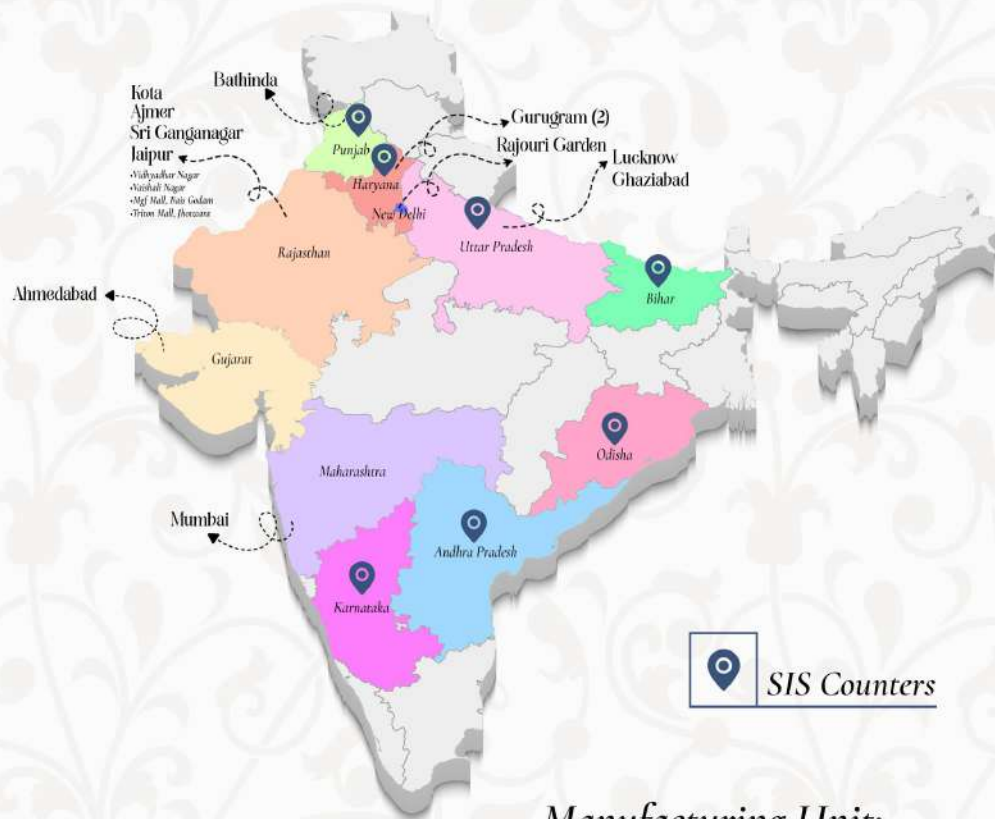 Bathinda
Kota
Ajmer
Sri Ganganagar
Jaipur
•Vidhyadhar Nagar
•Vaishali Nagar
•Mgf Mall, Bais Godam
•Triton Mall, Jhotwara
Gurugram (2)
Rajouri Garden
Lucknow
Ghaziabad
Punjab
Haryana
New Delhi
Uttar Pradesh
Rajasthan
Bihar
Ahmedabad
Gujarat
Odisha
Maharashtra
Mumbai
Andhra Pradesh
Karnataka
SIS Counters
Manufacturing Unit: